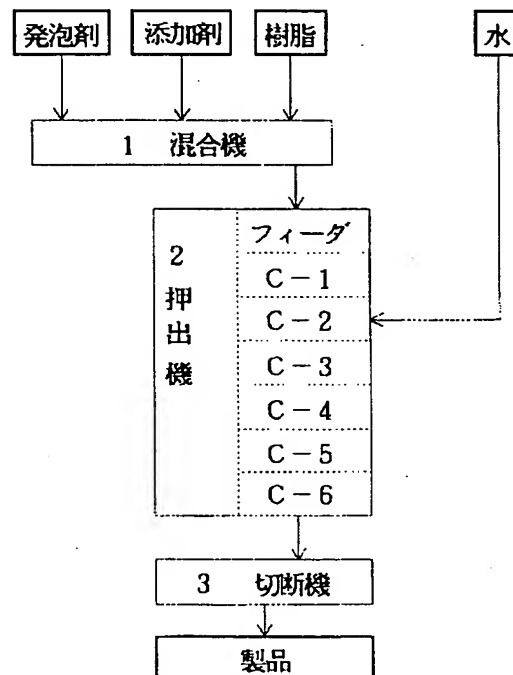 発泡剤
添加剤
樹脂
水
1 混合機
2 押出機
フィーダ
C-1
C-2
C-3
C-4
C-5
C-6
3 切断機
製品